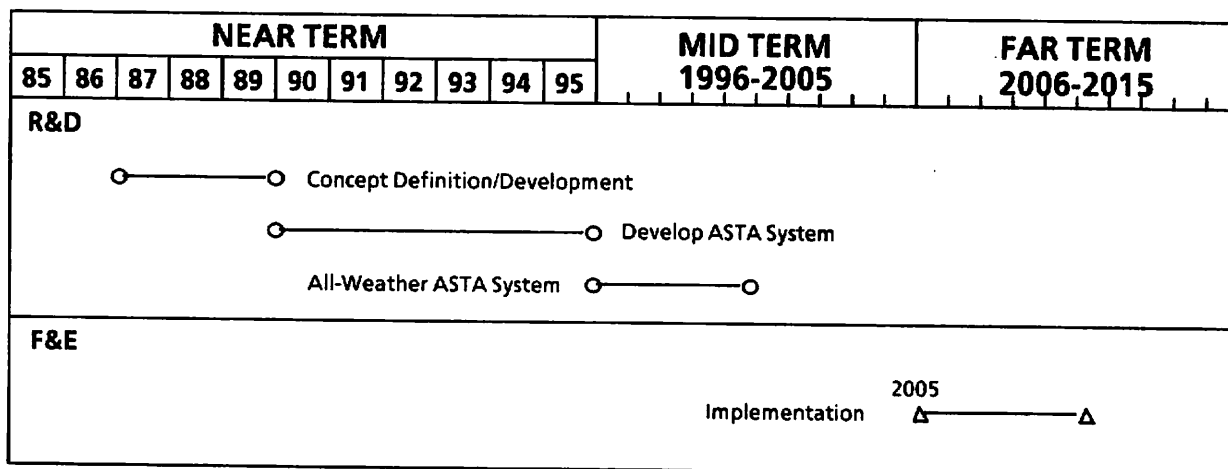 NEAR TERM
MID TERM
1996-2005
FAR TERM
2006-2015
85 86 87 88 89 90 91 92 93 94 95
R&D
Concept Definition/Development
Develop ASTA System
All-Weather ASTA System
F&E
2005
Implementation